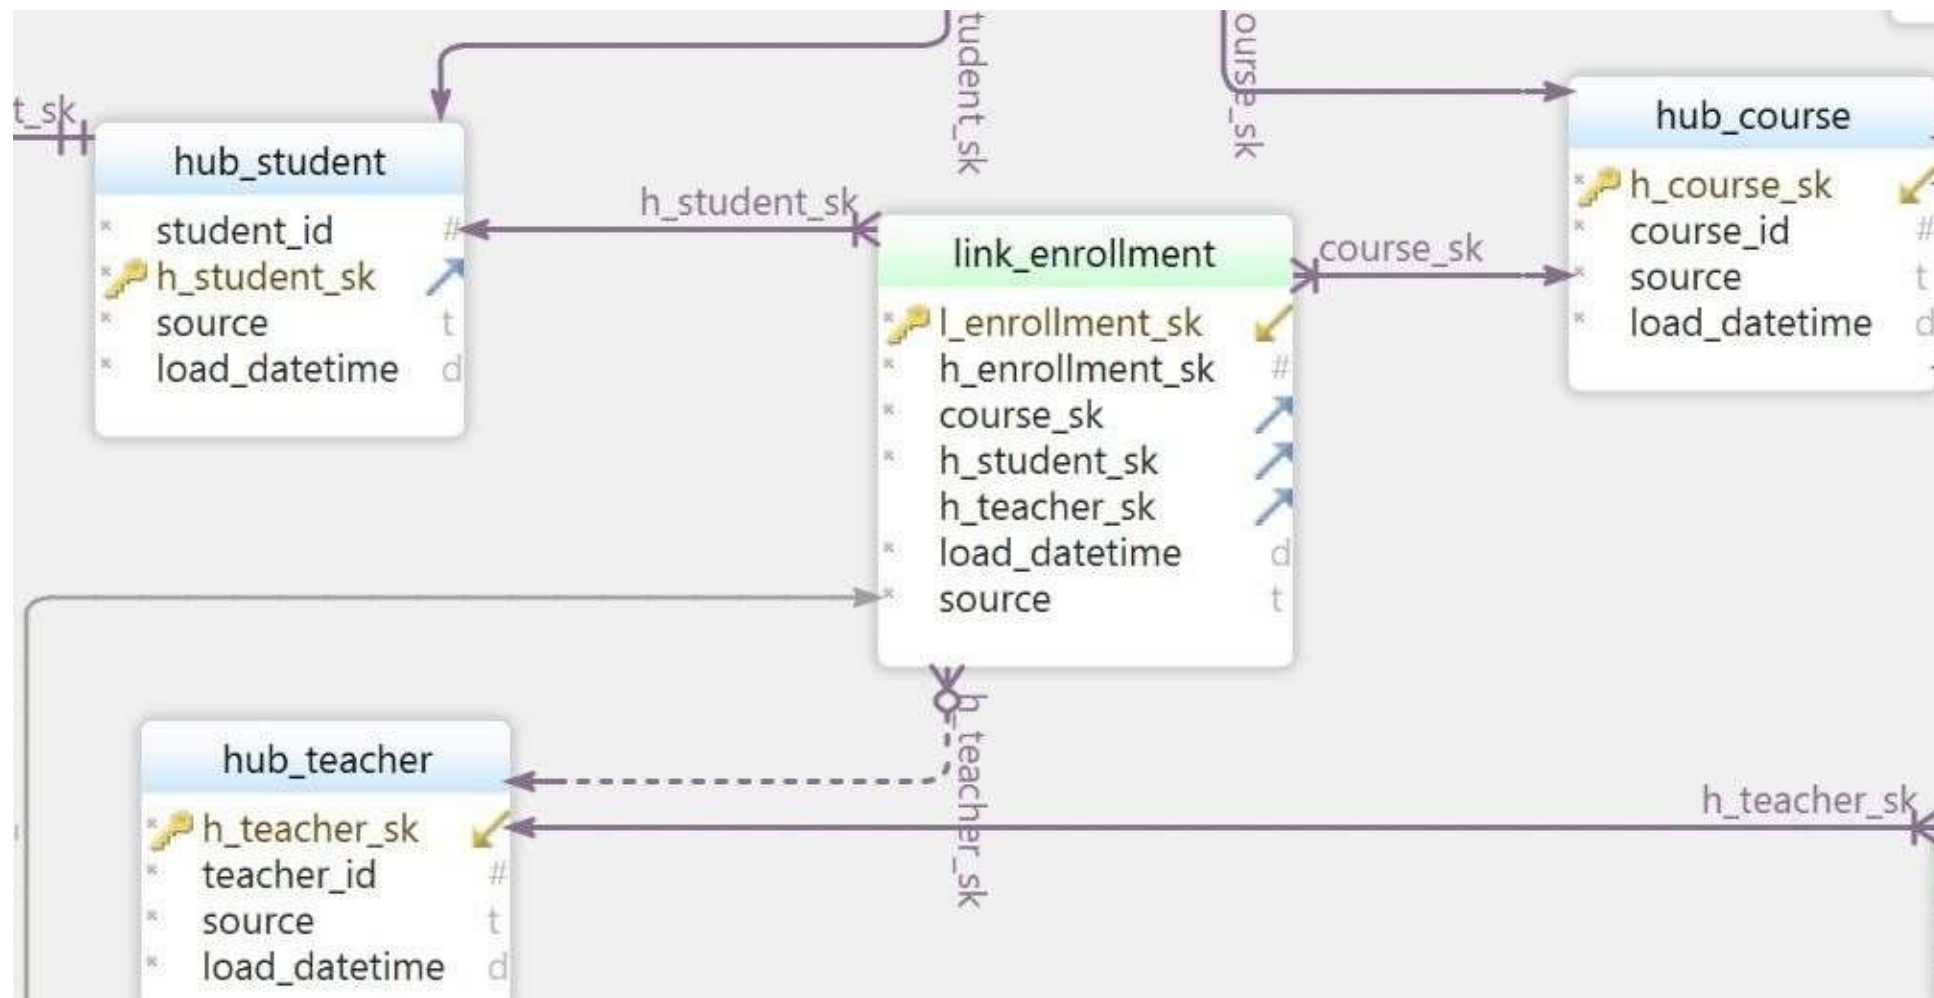 t_sk
hub_student
student_id #
h_student_sk
source t
load_datetime d
tudent_sk
ourse_sk
h_student_sk
link_enrollment
l_enrollment_sk
h_enrollment_sk #
course_sk
h_student_sk
h_teacher_sk
load_datetime d
source t
course_sk
hub_course
h_course_sk
course_id #
source t
load_datetime d
hub_teacher
h_teacher_sk
teacher_id #
source t
load_datetime d
h_teacher_sk
h_teacher_sk